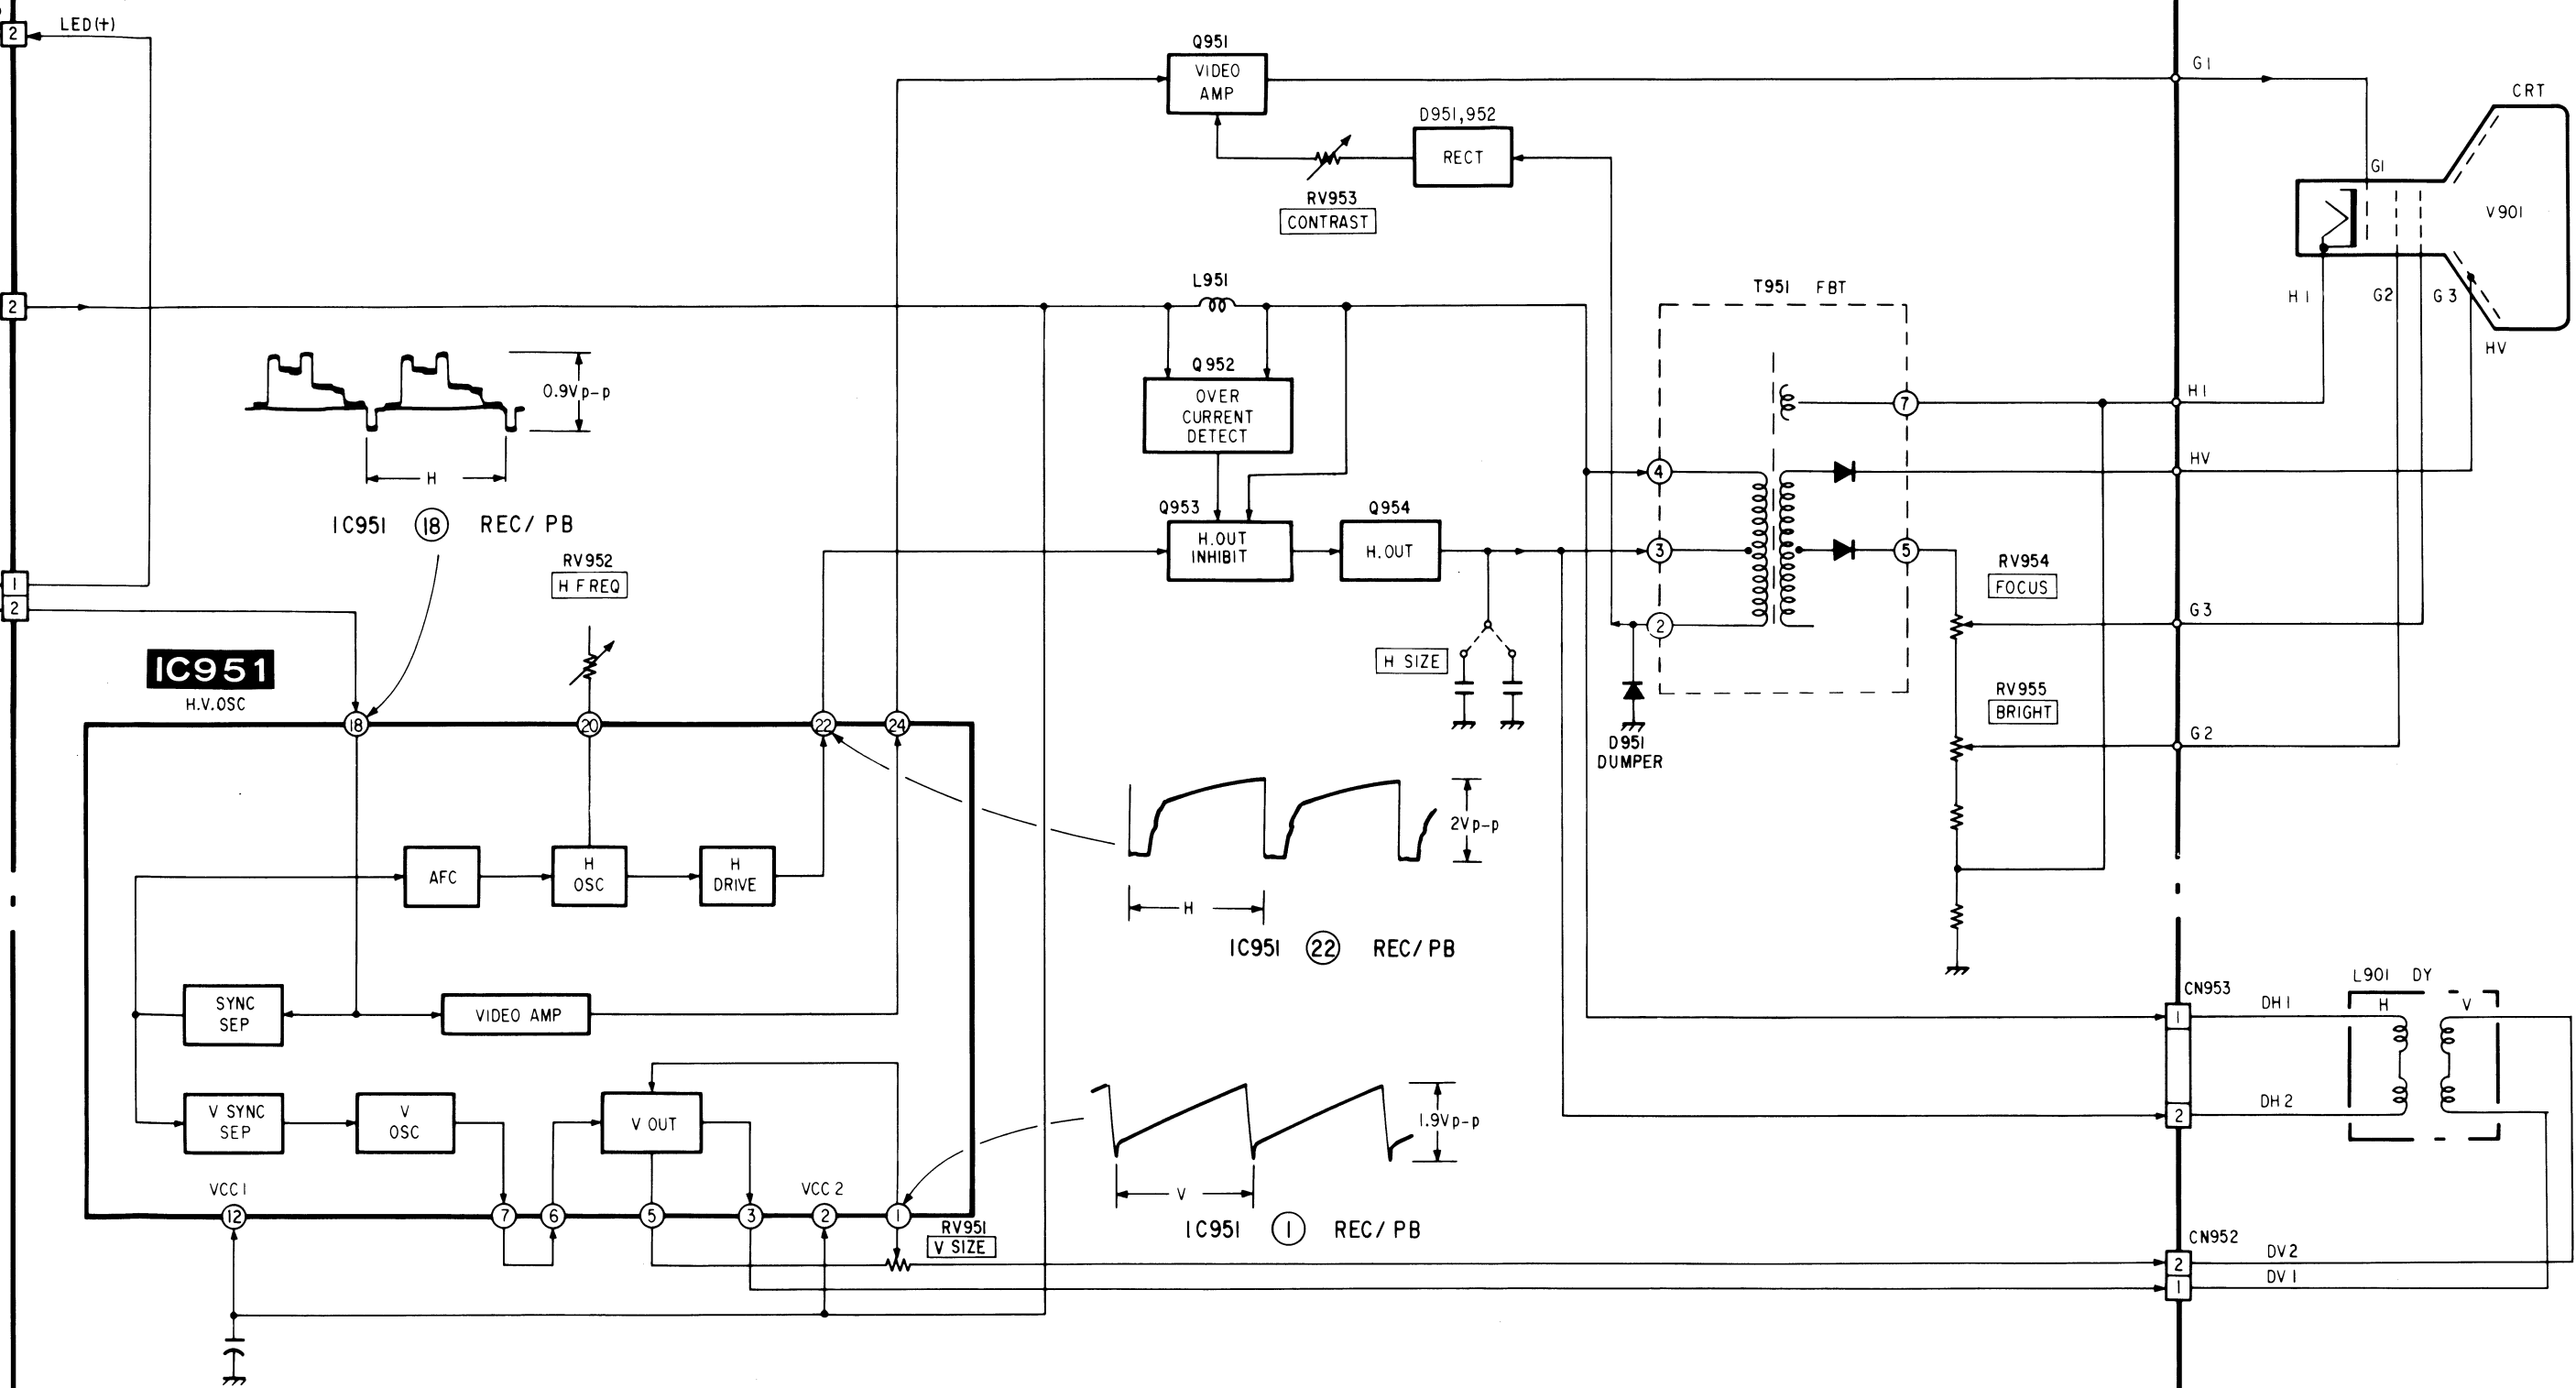 2
LED(+)
Q951
VIDEO
AMP
G1
CRT
D951,952
RECT
RV953
CONTRAST
G1
V901
2
L951
T951 FBT
H1
G2
G3
HV
0.9Vp-p
H
Q952
OVER
CURRENT
DETECT
7
H1
4
HV
IC951 18 REC/PB
Q953
H.OUT
INHIBIT
Q954
H.OUT
3
5
RV952
H FREQ
RV954
FOCUS
1
2
2
G3
H SIZE
IC951
H.V.OSC
RV955
BRIGHT
18
20
22
24
D951
DUMPER
G2
2Vp-p
AFC
H
OSC
H
DRIVE
H
IC951 22 REC/PB
SYNC
SEP
VIDEO AMP
CN953
1
DH1
L901 DY
H
V
V SYNC
SEP
V
OSC
V OUT
1.9Vp-p
2
DH2
VCC1
VCC2
V
12
7
6
5
3
2
1
RV951
V SIZE
IC951 1 REC/PB
CN952
2
DV2
1
DV1